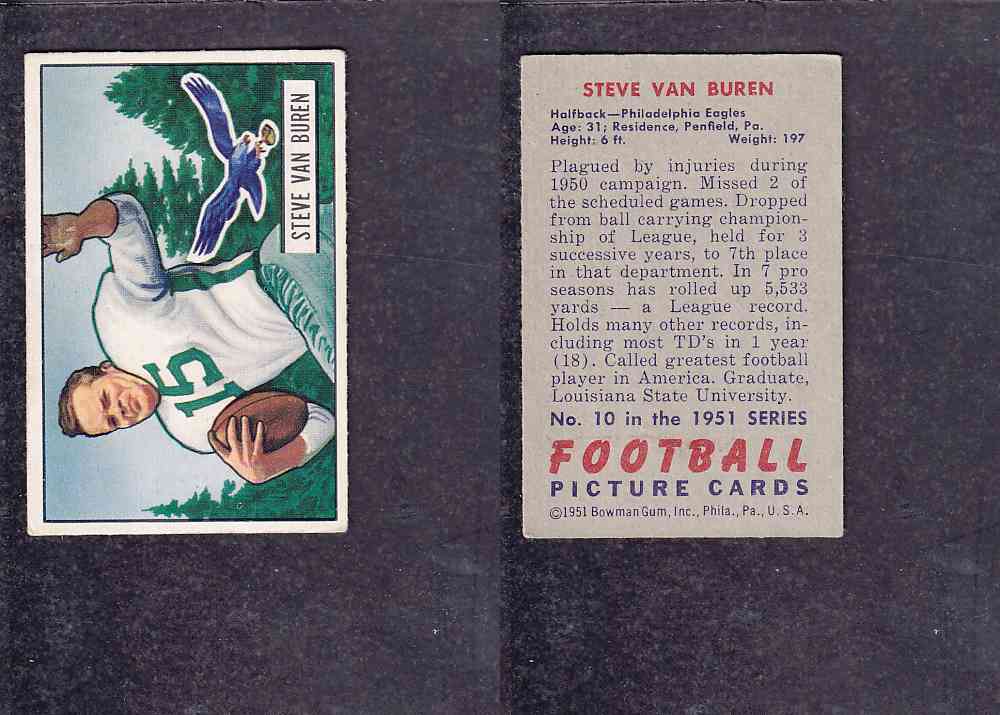 STEVE VAN BUREN
15
STEVE VAN BUREN
Halfback—Philadelphia Eagles
Age: 31; Residence, Penfield, Pa.
Height: 6 ft. Weight: 197
Plagued by injuries during
1950 campaign. Missed 2 of
the scheduled games. Dropped
from ball carrying champion-
ship of League, held for 3
successive years, to 7th place
in that department. In 7 pro
seasons has rolled up 5,533
yards — a League record.
Holds many other records, in-
cluding most TD's in 1 year
(18). Called greatest football
player in America. Graduate,
Louisiana State University.
No. 10 in the 1951 SERIES
FOOTBALL
PICTURE CARDS
©1951 Bowman Gum, Inc., Phila., Pa., U. S. A.